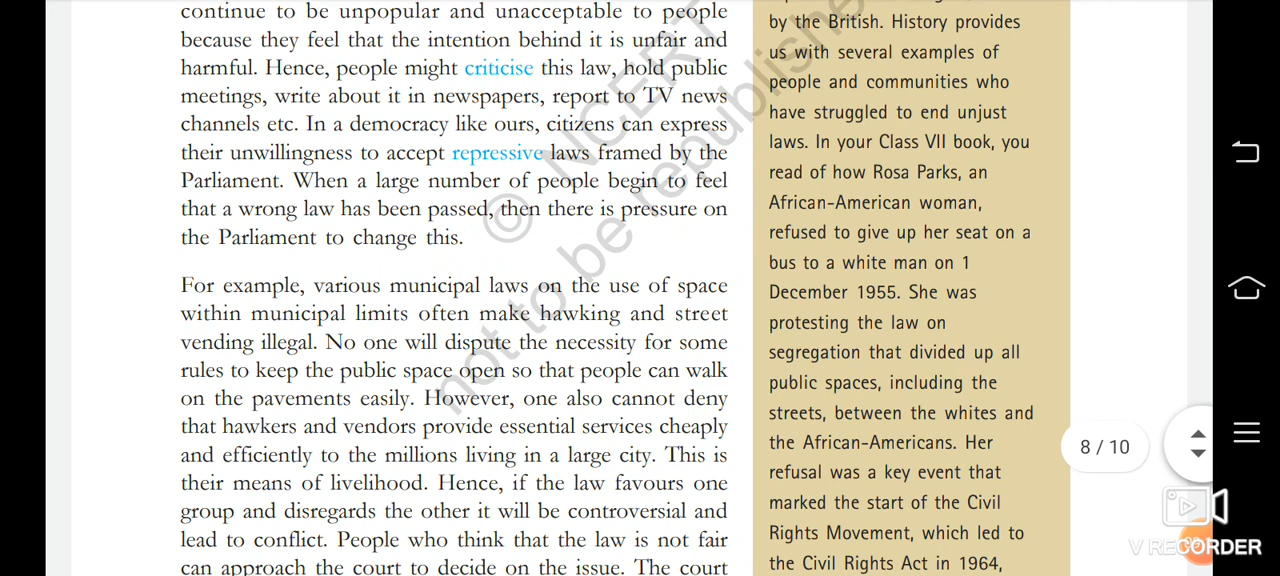 continue to be unpopular and unacceptable to people
because they feel that the intention behind it is unfair and
harmful. Hence, people might criticise this law, hold public
meetings, write about it in newspapers, report to TV news
channels etc. In a democracy like ours, citizens can express
their unwillingness to accept repressive laws framed by the
Parliament. When a large number of people begin to feel
that a wrong law has been passed, then there is pressure on
the Parliament to change this.
For example, various municipal laws on the use of space
within municipal limits often make hawking and street
vending illegal. No one will dispute the necessity for some
rules to keep the public space open so that people can walk
on the pavements easily. However, one also cannot deny
that hawkers and vendors provide essential services cheaply
and efficiently to the millions living in a large city. This is
their means of livelihood. Hence, if the law favours one
group and disregards the other it will be controversial and
lead to conflict. People who think that the law is not fair
can approach the court to decide on the issue. The court
by the British. History provides
us with several examples of
people and communities who
have struggled to end unjust
laws. In your Class VII book, you
read of how Rosa Parks, an
African-American woman,
refused to give up her seat on a
bus to a white man on 1
December 1955. She was
protesting the law on
segregation that divided up all
public spaces, including the
streets, between the whites and
the African-Americans. Her
refusal was a key event that
marked the start of the Civil
Rights Movement, which led to
the Civil Rights Act in 1964,
© NCERT
not to be republished
8 / 10
V RECORDER